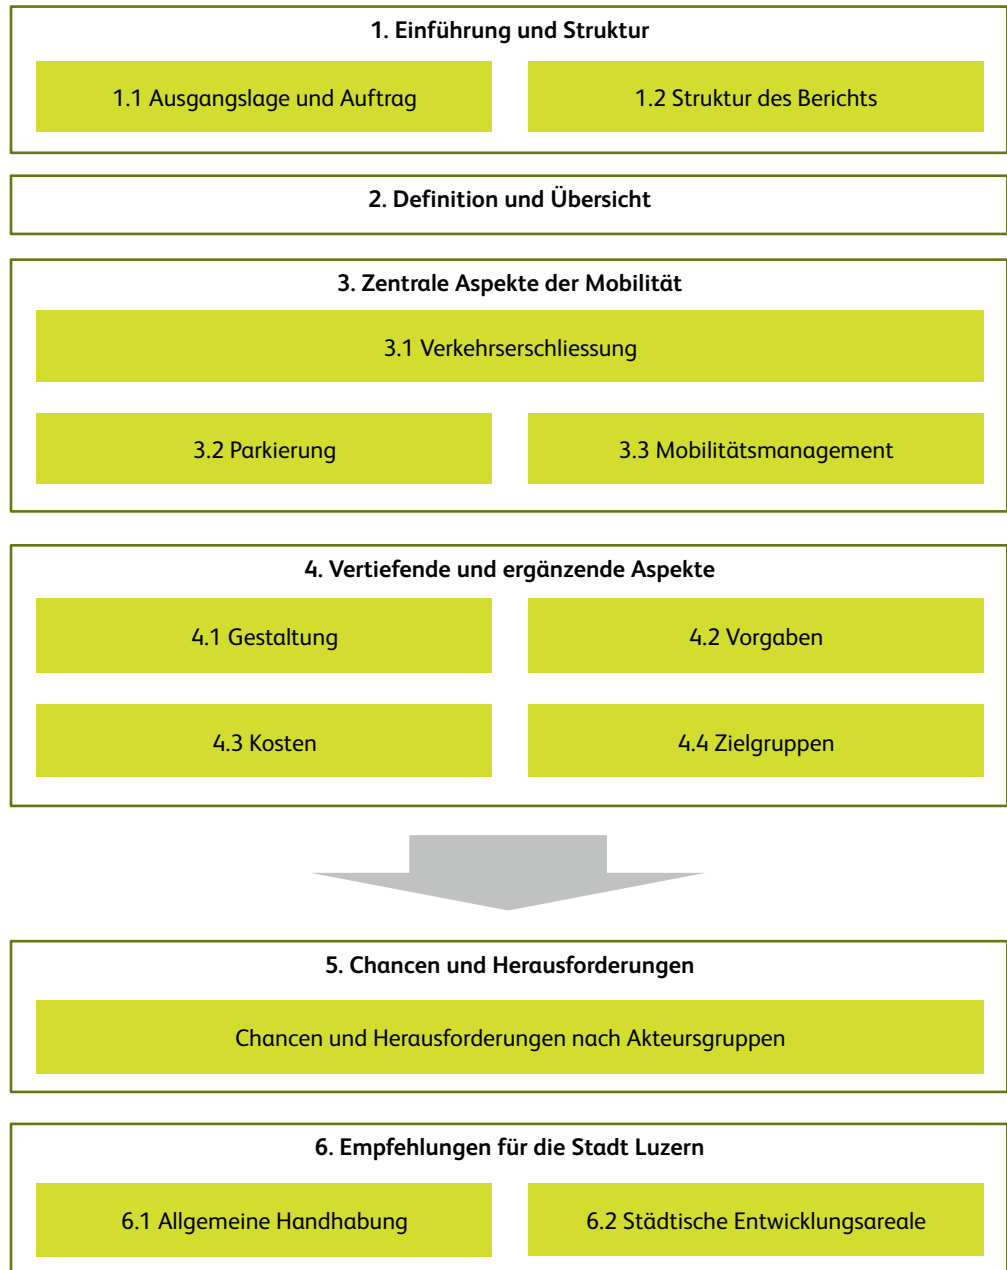 1. Einführung und Struktur
1.1 Ausgangslage und Auftrag
1.2 Struktur des Berichts
2. Definition und Übersicht
3. Zentrale Aspekte der Mobilität
3.1 Verkehrserschliessung
3.2 Parkierung
3.3 Mobilitätsmanagement
4. Vertiefende und ergänzende Aspekte
4.1 Gestaltung
4.2 Vorgaben
4.3 Kosten
4.4 Zielgruppen
5. Chancen und Herausforderungen
Chancen und Herausforderungen nach Akteursgruppen
6. Empfehlungen für die Stadt Luzern
6.1 Allgemeine Handhabung
6.2 Städtische Entwicklungsareale